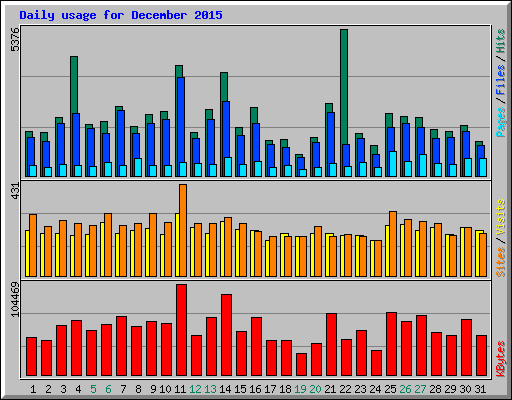 Daily usage for December 2015
5376
Pages / Files / Hits
431
Sites / Visits
104469
KBytes
1 2 3 4 5 6 7 8 9 10 11 12 13 14 15 16 17 18 19 20 21 22 23 24 25 26 27 28 29 30 31